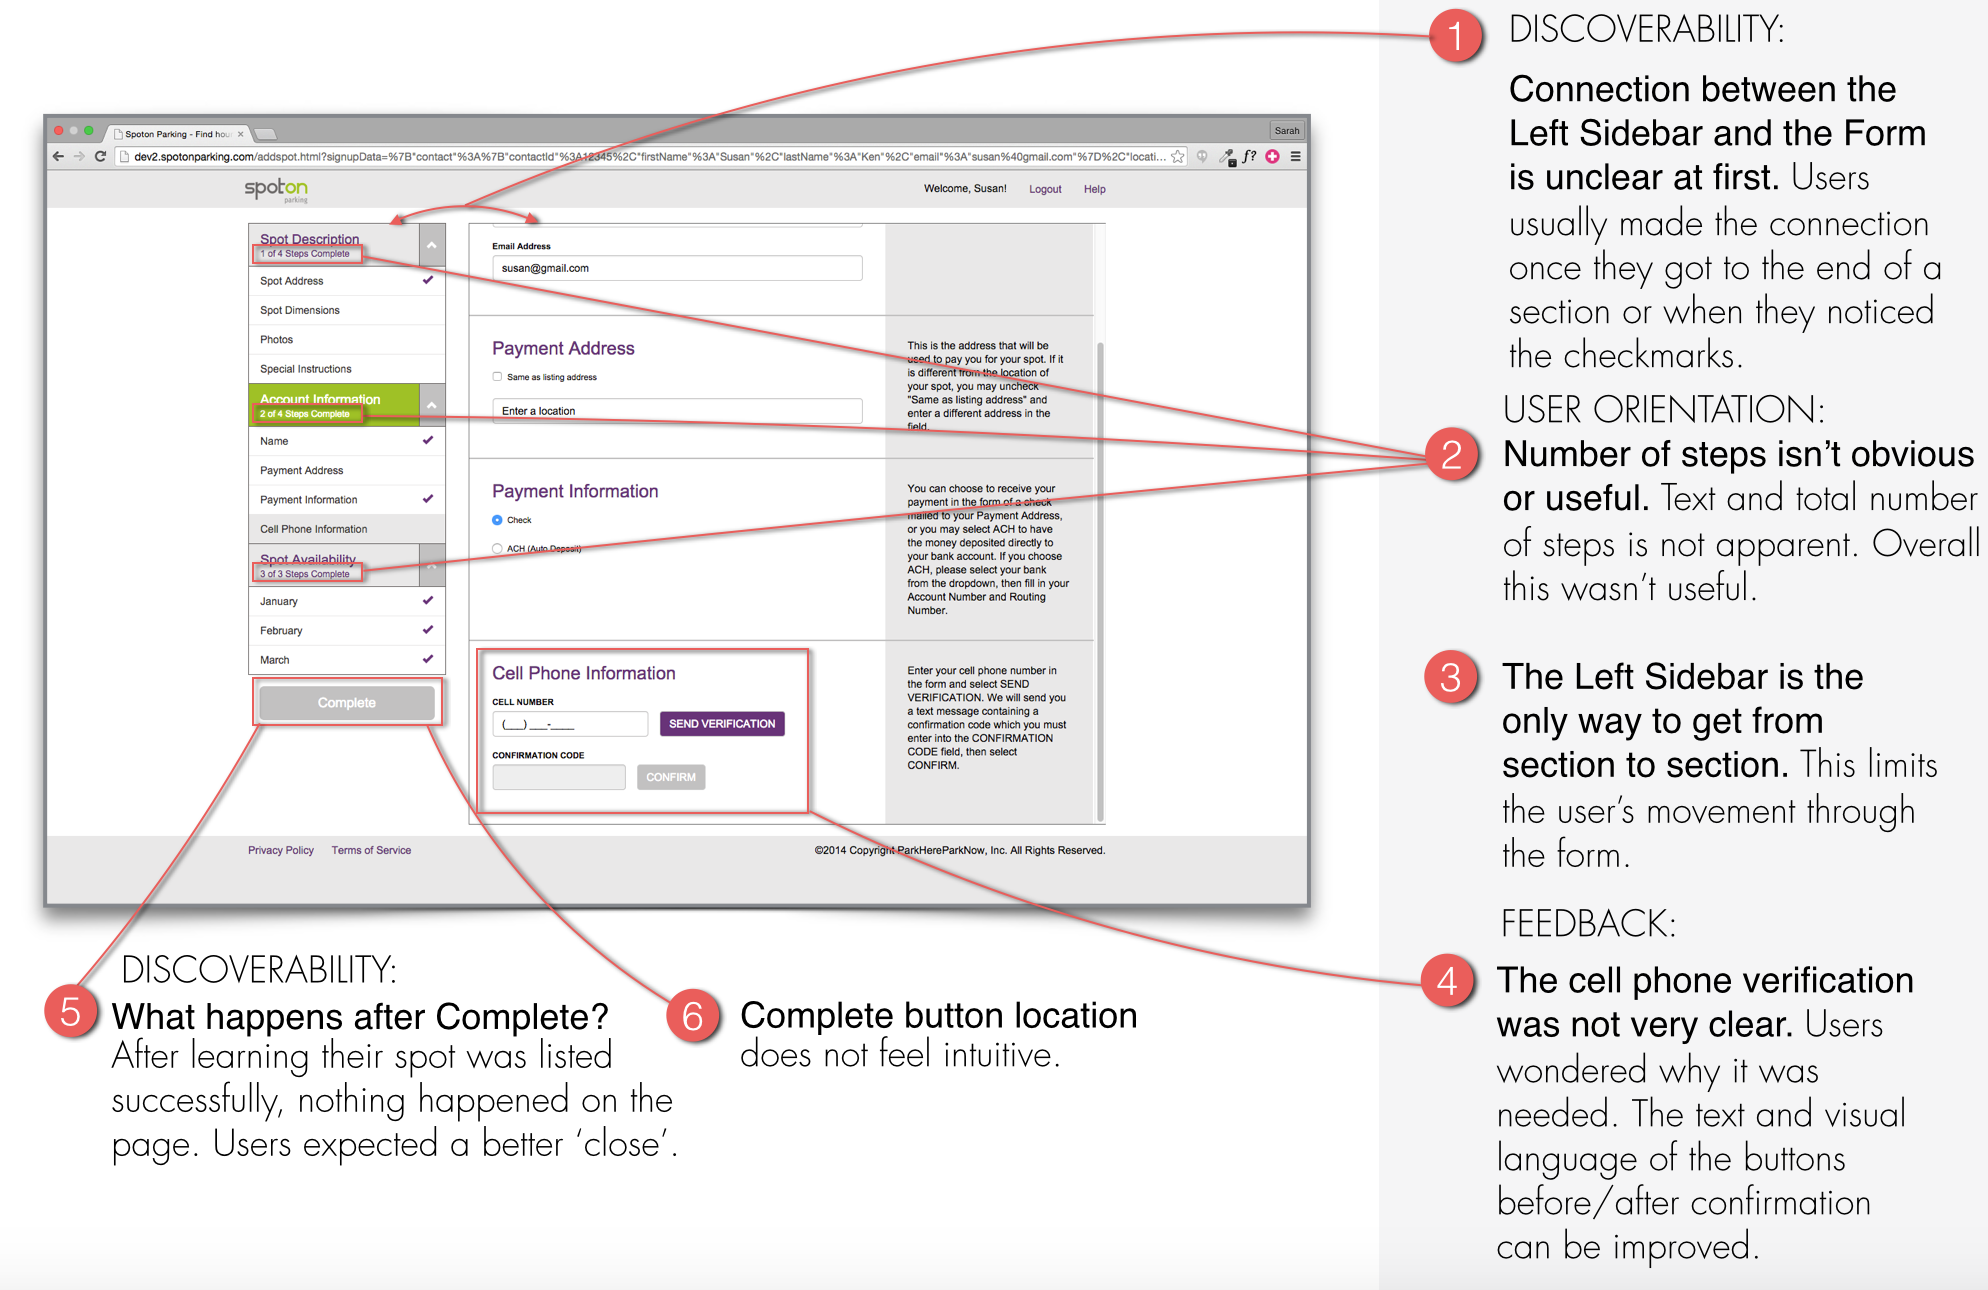 Spoton Parking - Find hou
Sarah
dev2.spotonparking.com/addspot.html?signupData=%7B"contact"%3A%7B"contactId"%3A12345%2C"firstName"%3A"Susan"%2C"lastName"%3A"Ken"%2C"email"%3A"susan%40gmail.com"%7D%2C"locati...
f?
spoton
parking
Welcome, Susan!
Logout
Help
Spot Description
1 of 4 Steps Complete
Spot Address
Spot Dimensions
Photos
Special Instructions
Account Information
2 of 4 Steps Complete
Name
Payment Address
Payment Information
Cell Phone Information
Spot Availability
3 of 3 Steps Complete
January
February
March
Complete
Email Address
susan@gmail.com
Payment Address
Same as listing address
Enter a location
This is the address that will be
used to pay you for your spot. If it
is different from the location of
your spot, you may uncheck
"Same as listing address" and
enter a different address in the
field.
Payment Information
Check
ACH (Auto Deposit)
You can choose to receive your
payment in the form of a check
mailed to your Payment Address,
or you may select ACH to have
the money deposited directly to
your bank account. If you choose
ACH, please select your bank
from the dropdown, then fill in your
Account Number and Routing
Number.
Cell Phone Information
CELL NUMBER
(___) ___-____
SEND VERIFICATION
CONFIRMATION CODE
CONFIRM
Enter your cell phone number in
the form and select SEND
VERIFICATION. We will send you
a text message containing a
confirmation code which you must
enter into the CONFIRMATION
CODE field, then select
CONFIRM.
Privacy Policy
Terms of Service
©2014 Copyright ParkHereParkNow, Inc. All Rights Reserved.
1
DISCOVERABILITY:
Connection between the
Left Sidebar and the Form
is unclear at first. Users
usually made the connection
once they got to the end of a
section or when they noticed
the checkmarks.
USER ORIENTATION:
2
Number of steps isn't obvious
or useful. Text and total number
of steps is not apparent. Overall
this wasn't useful.
3
The Left Sidebar is the
only way to get from
section to section. This limits
the user's movement through
the form.
FEEDBACK:
4
The cell phone verification
was not very clear. Users
wondered why it was
needed. The text and visual
language of the buttons
before/after confirmation
can be improved.
DISCOVERABILITY:
5
What happens after Complete?
After learning their spot was listed
successfully, nothing happened on the
page. Users expected a better 'close'.
6
Complete button location
does not feel intuitive.